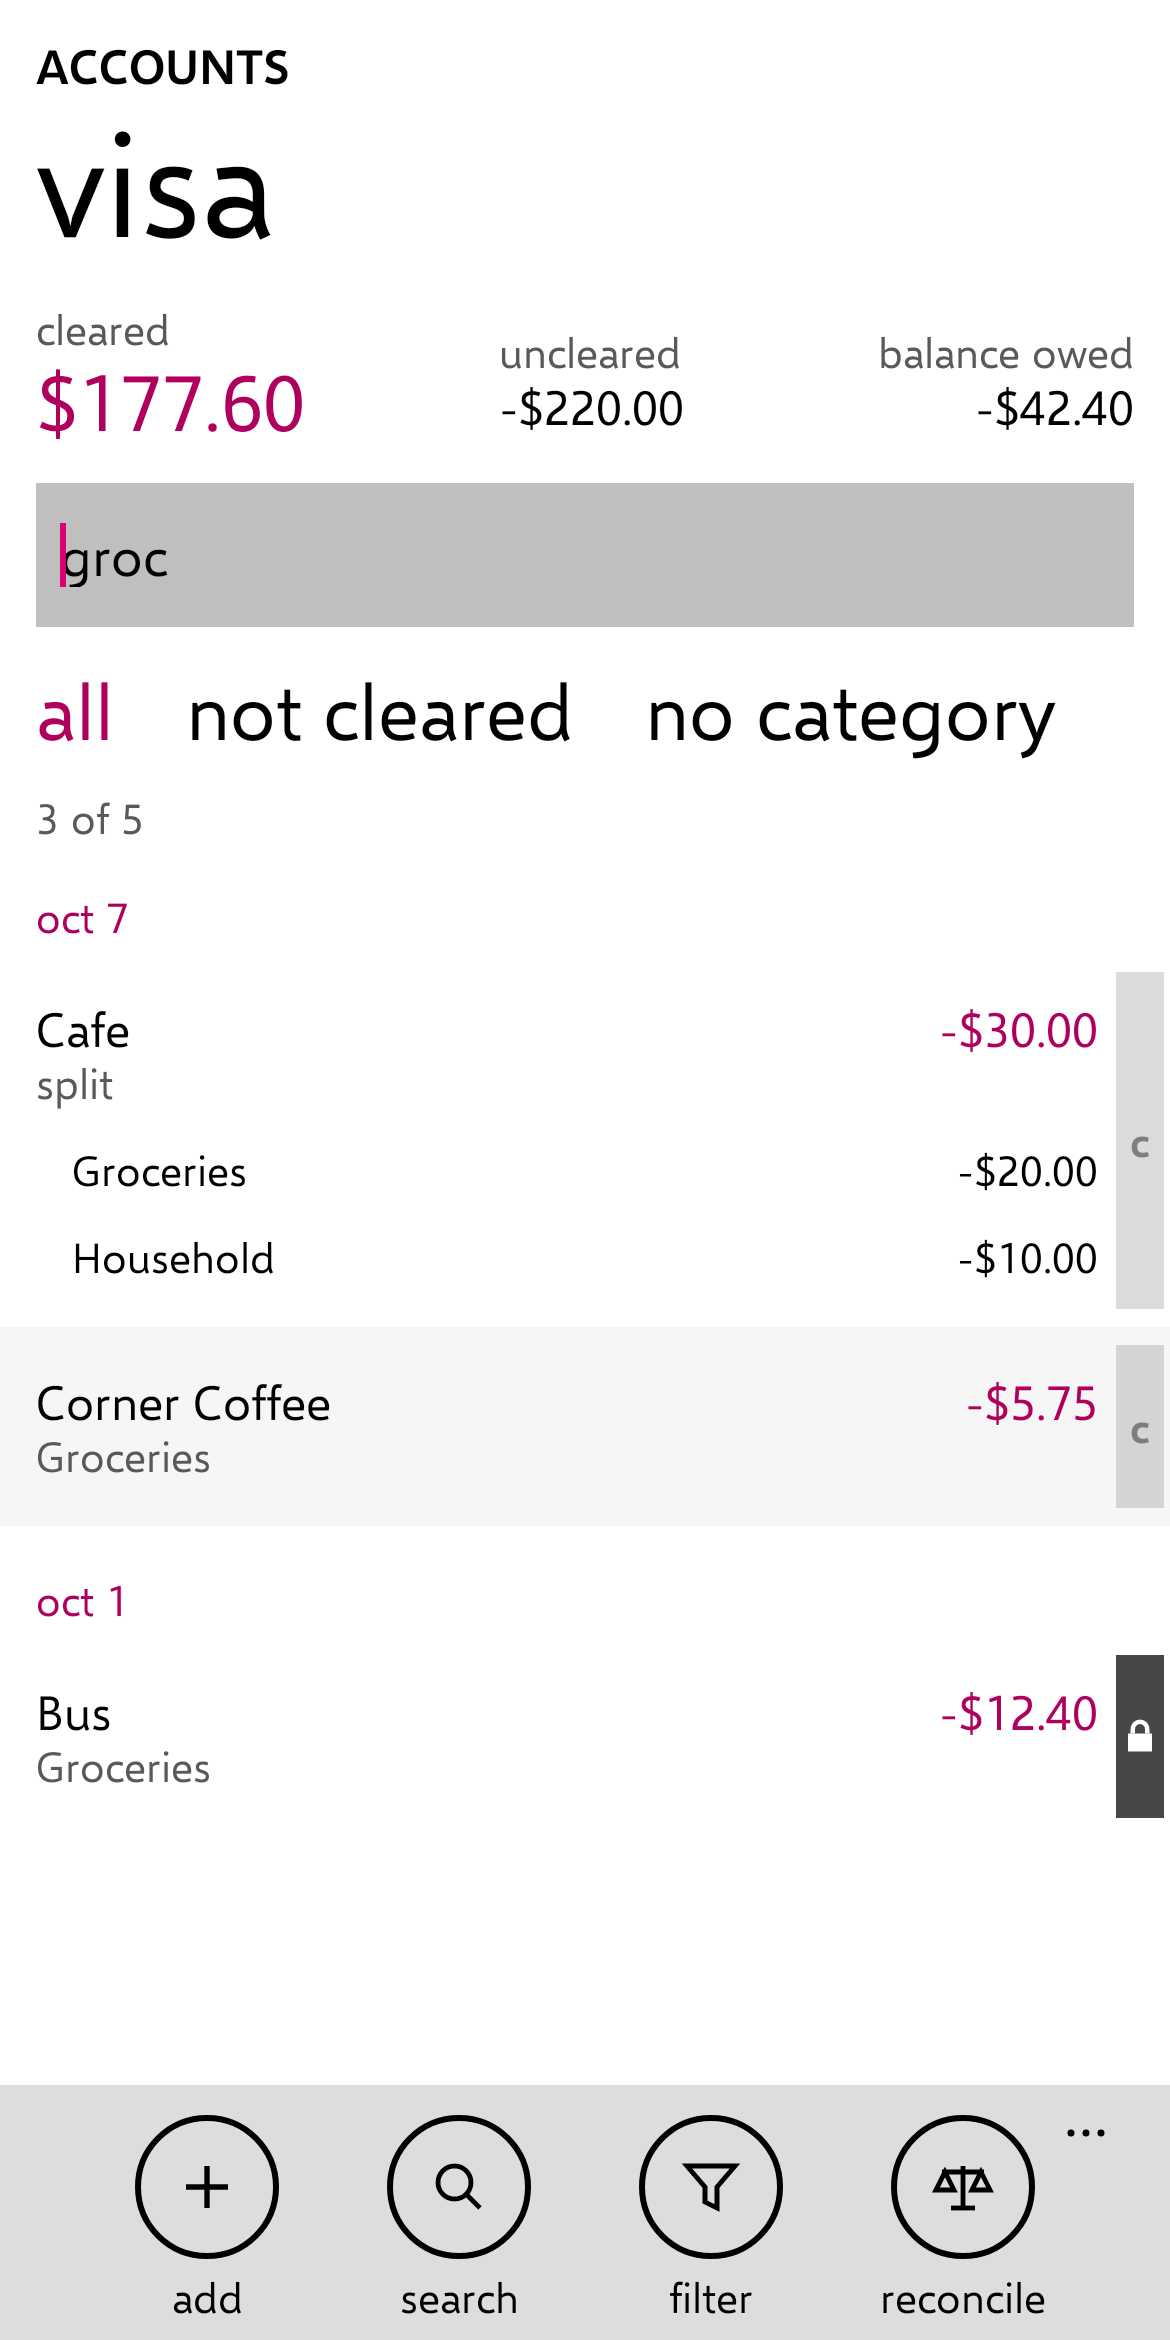 ACCOUNTS
visa
cleared
$177.60
uncleared
-$220.00
balance owed
-$42.40
groc
all not cleared no category
3 of 5
oct 7
Cafe -$30.00
split
c
Groceries -$20.00
Household -$10.00
Corner Coffee -$5.75
Groceries
c
oct 1
Bus -$12.40
Groceries
...
add search filter reconcile